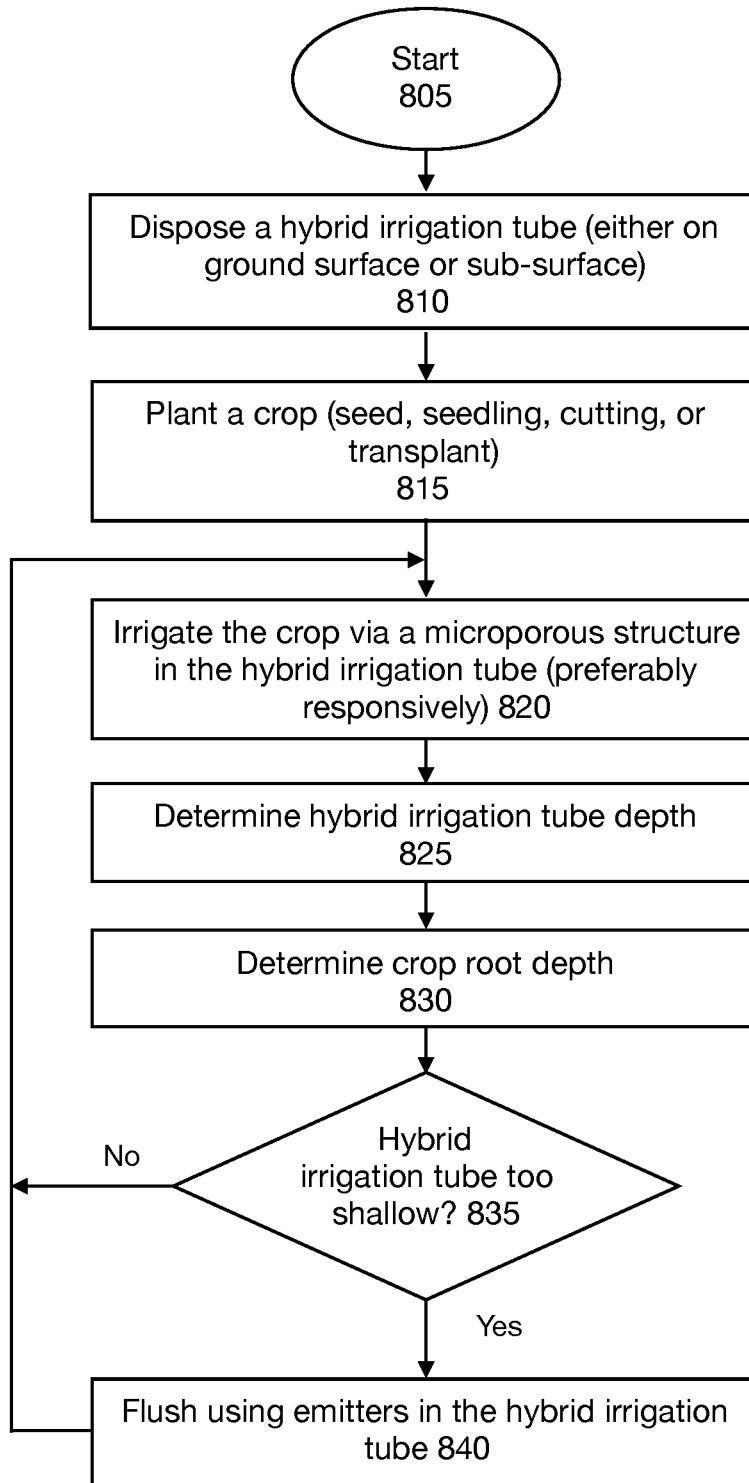 Start
805
Dispose a hybrid irrigation tube (either on
ground surface or sub-surface)
810
Plant a crop (seed, seedling, cutting, or
transplant)
815
Irrigate the crop via a microporous structure
in the hybrid irrigation tube (preferably
responsively) 820
Determine hybrid irrigation tube depth
825
Determine crop root depth
830
Hybrid
irrigation tube too
shallow? 835
No
Yes
Flush using emitters in the hybrid irrigation
tube 840